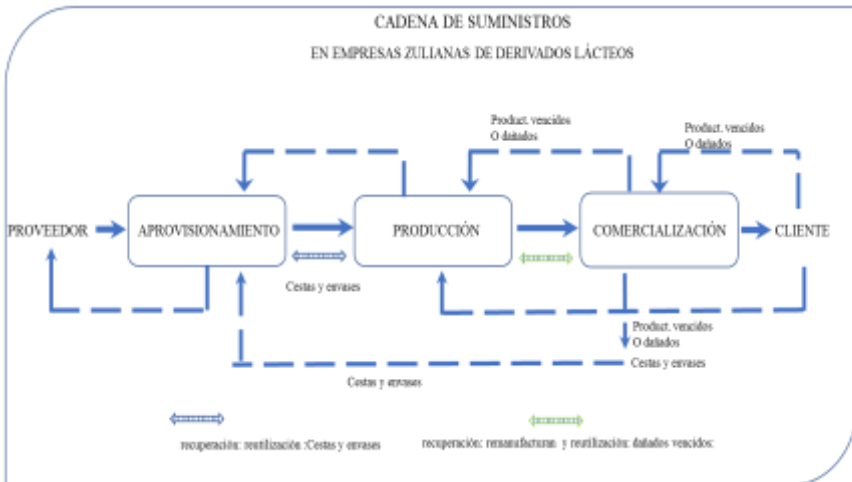 CADENA DE SUMINISTROS
EN EMPRESAS ZULIANAS DE DERIVADOS LÁCTEOS
Product. vencidos
O dañados
Product. vencidos
O dañados
PROVEEDOR
APROVISIONAMIENTO
PRODUCCIÓN
COMERCIALIZACIÓN
CLIENTE
Cestas y envases
Product. vencidos
O dañados
Cestas y envases
Cestas y envases
recuperación: reutilización :Cestas y envases
recuperación: remanufacturan y reutilización: dañados vencidos: